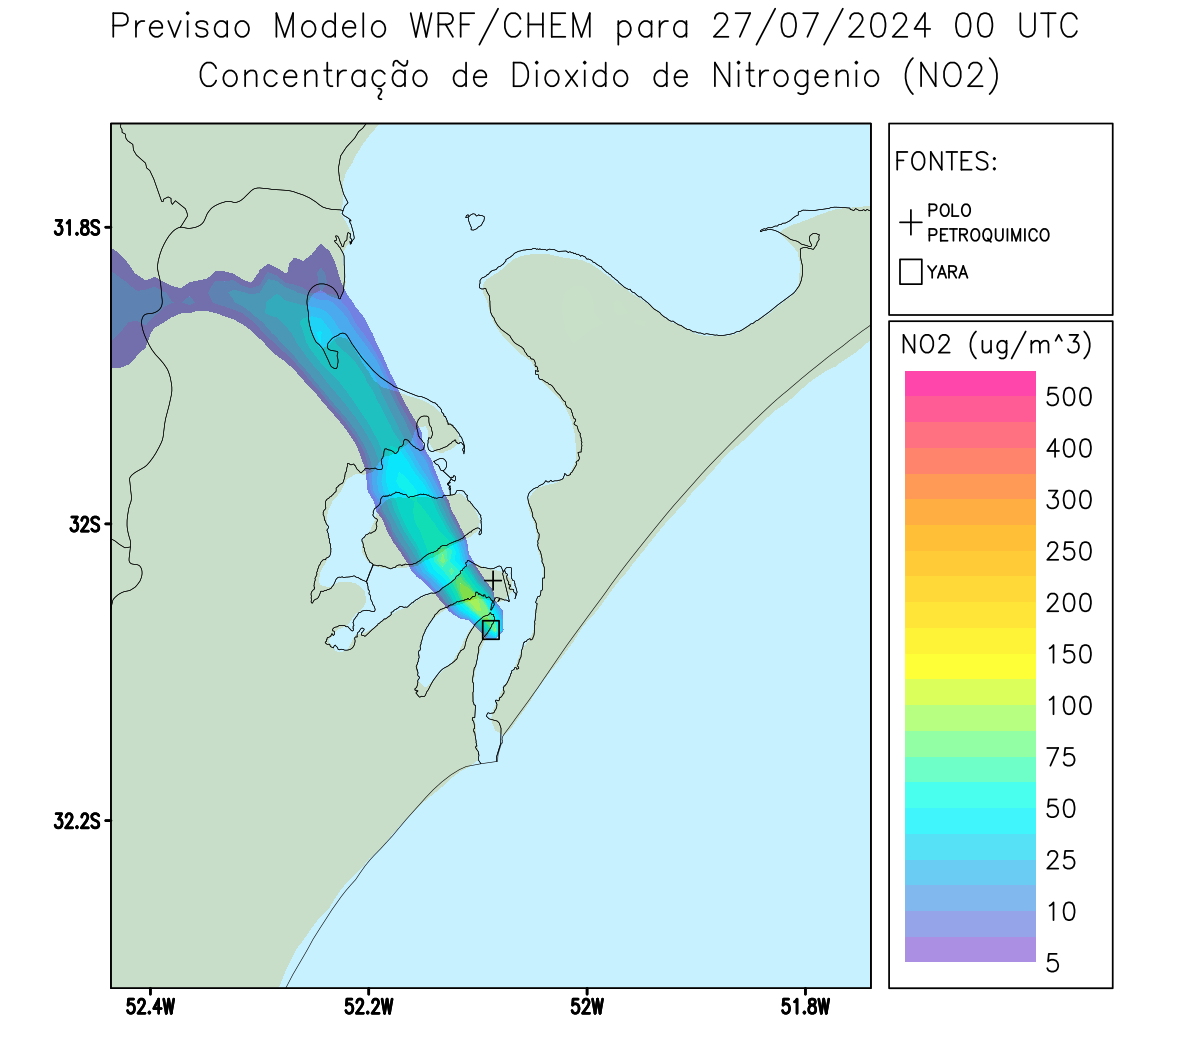 Previsao Modelo WRF/CHEM para 27/07/2024 00 UTC
Concentração de Dioxido de Nitrogenio (NO2)
FONTES:
POLO
PETROQUIMICO
YARA
NO2 (ug/m^3)
500
400
300
250
200
150
100
75
50
25
10
5
31.8S
32S
32.2S
52.4W
52.2W
52W
51.8W